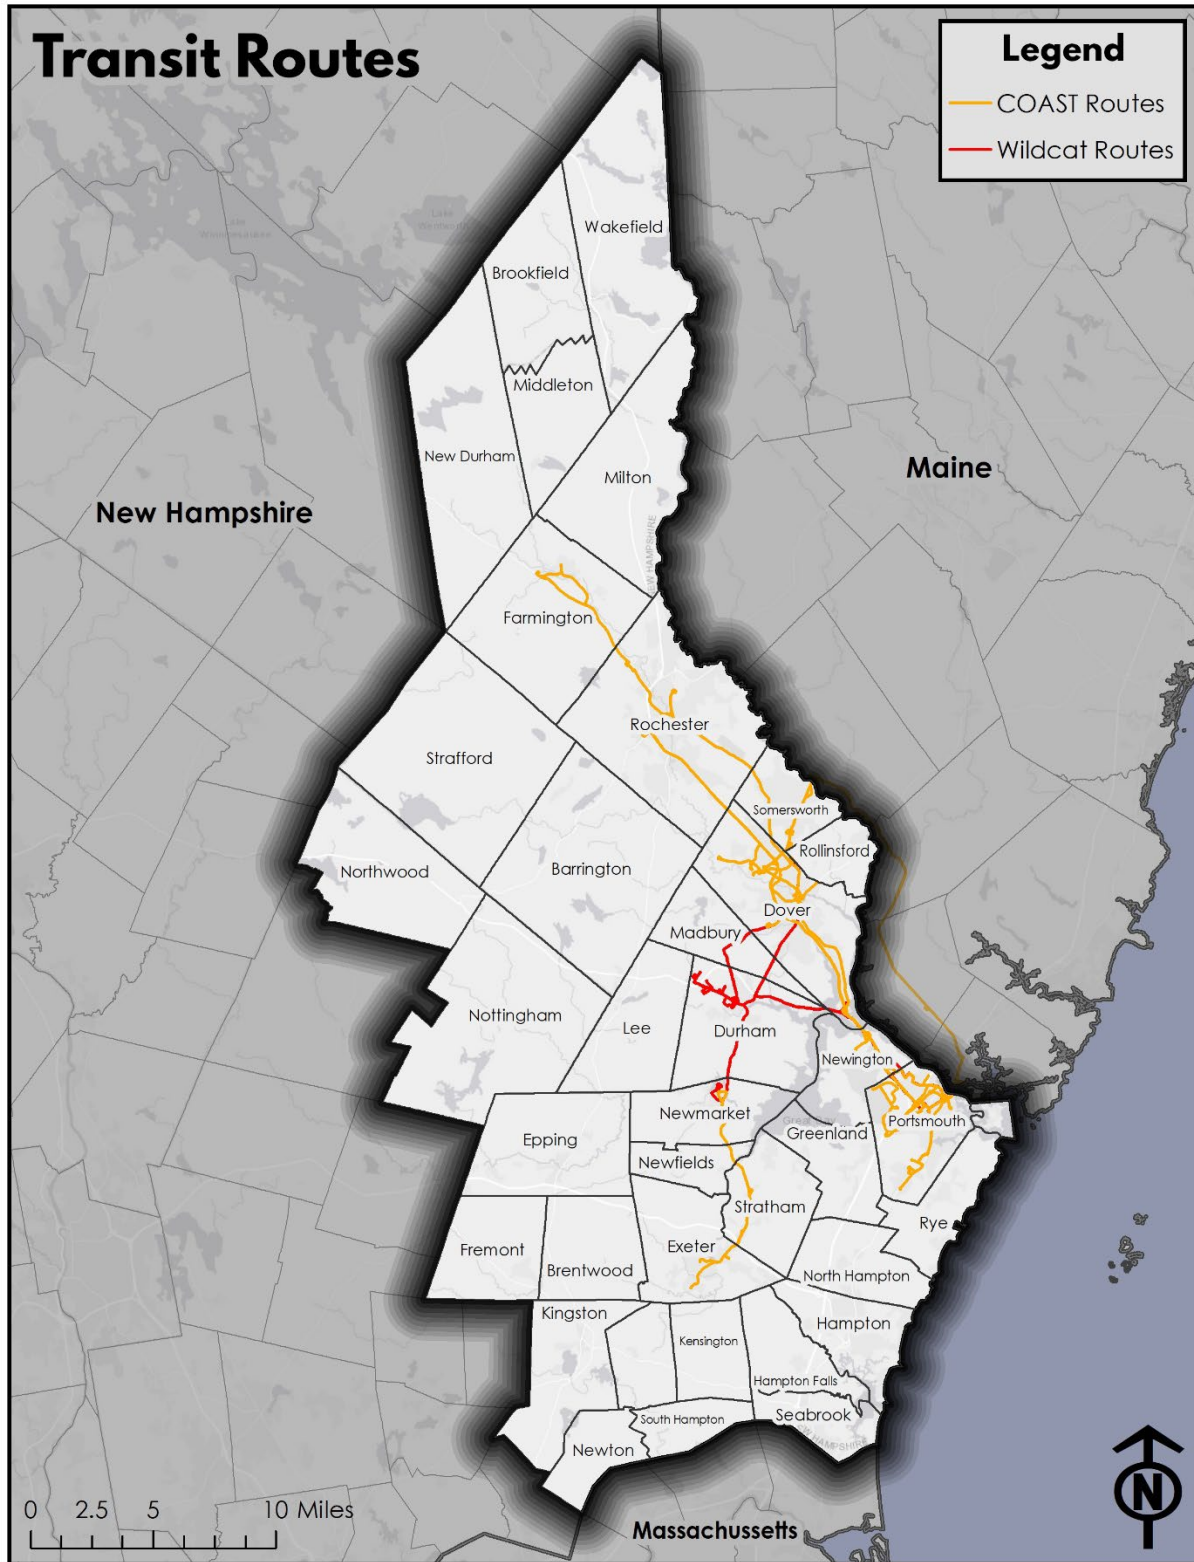 Transit Routes
Legend
COAST Routes
Wildcat Routes
Wakefield
Brookfield
Middleton
New Durham
Milton
Maine
New Hampshire
NEW HAMPSHIRE
Farmington
Rochester
Strafford
Somersworth
Rollinsford
Barrington
Northwood
Dover
Madbury
Nottingham
Lee
Durham
Newington
Newmarket
Portsmouth
Greenland
Epping
Newfields
Stratham
Rye
Fremont
Exeter
Brentwood
North Hampton
Kingston
Hampton
Kensington
Hampton Falls
Seabrook
South Hampton
Newton
0 2.5 5 10 Miles
Massachussetts
N